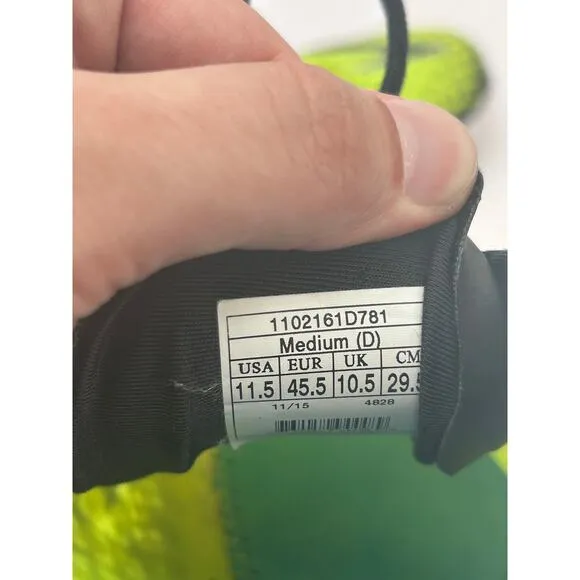 1102161D781
Medium (D)
USA EUR UK CM
11.5 45.5 10.5 29.5
11/15 4828